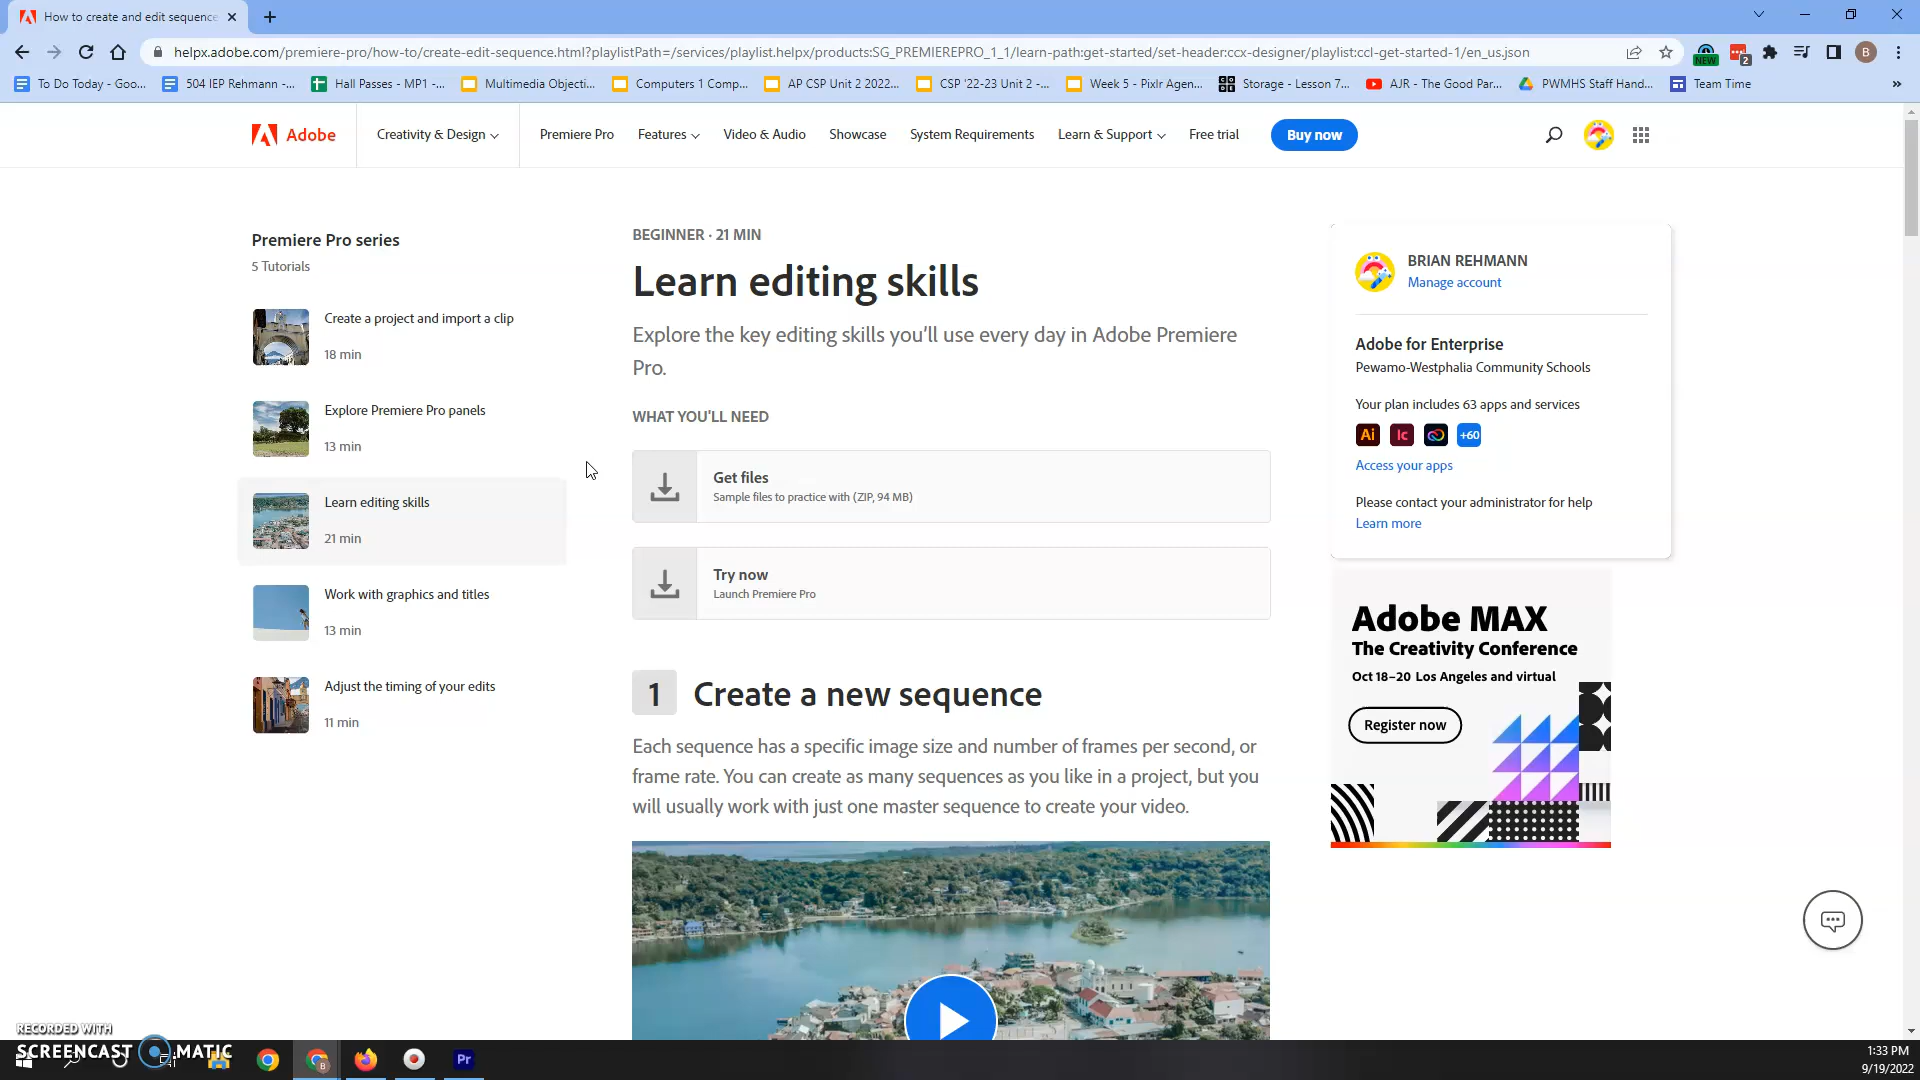 How to create and edit sequence
helpx.adobe.com/premiere-pro/how-to/create-edit-sequence.html?playlistPath=/services/playlist.helpx/products:SG_PREMIEREPRO_1_1/learn-path:get-started/set-header:ccx-designer/playlist:ccl-get-started-1/en_us.json
NEW
2
B
To Do Today - Goo...
504 IEP Rehmann -...
Hall Passes - MP1 -...
Multimedia Objecti...
Computers 1 Comp...
AP CSP Unit 2 2022...
CSP '22-23 Unit 2 -...
Week 5 - Pixlr Agen...
Storage - Lesson 7...
AJR - The Good Par...
PWMHS Staff Hand...
Team Time
»
Adobe
Creativity & Design
Premiere Pro
Features
Video & Audio
Showcase
System Requirements
Learn & Support
Free trial
Buy now
Premiere Pro series
5 Tutorials
Create a project and import a clip
18 min
Explore Premiere Pro panels
13 min
Learn editing skills
21 min
Work with graphics and titles
13 min
Adjust the timing of your edits
11 min
BEGINNER · 21 MIN
Learn editing skills
Explore the key editing skills you’ll use every day in Adobe Premiere
Pro.
WHAT YOU'LL NEED
Get files
Sample files to practice with (ZIP, 94 MB)
Try now
Launch Premiere Pro
1 Create a new sequence
Each sequence has a specific image size and number of frames per second, or
frame rate. You can create as many sequences as you like in a project, but you
will usually work with just one master sequence to create your video.
BRIAN REHMANN
Manage account
Adobe for Enterprise
Pewamo-Westphalia Community Schools
Your plan includes 63 apps and services
Ai
Ic
+60
Access your apps
Please contact your administrator for help
Learn more
Adobe MAX
The Creativity Conference
Oct 18–20 Los Angeles and virtual
Register now
RECORDED WITH
SCREENCAST MATIC
B
Pr
1:33 PM
9/19/2022